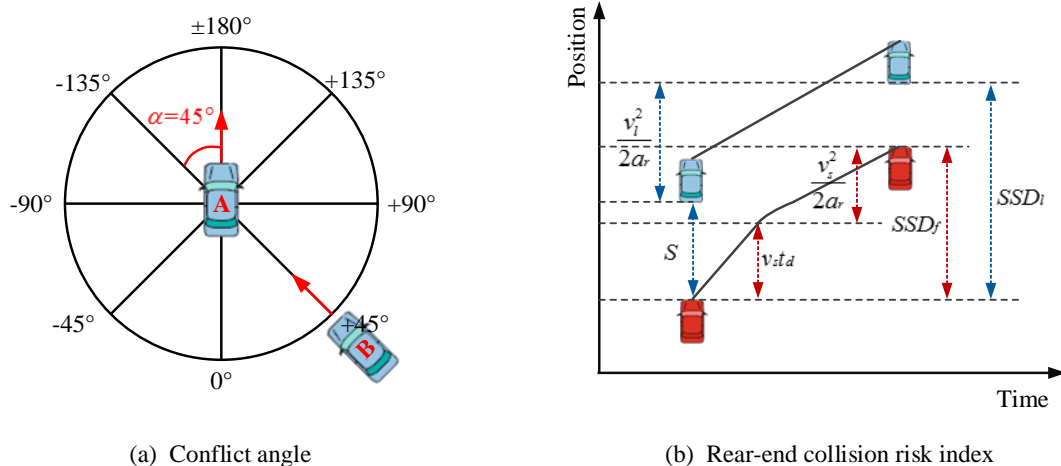 ±180°
-135°
+135°
α=45°
A
-90°
+90°
-45°
+45°
B
0°
(a) Conflict angle
Position
v_l^2/2a_r
v_s^2/2a_r
SSD_l
SSD_f
S
v_s t_d
Time
(b) Rear-end collision risk index